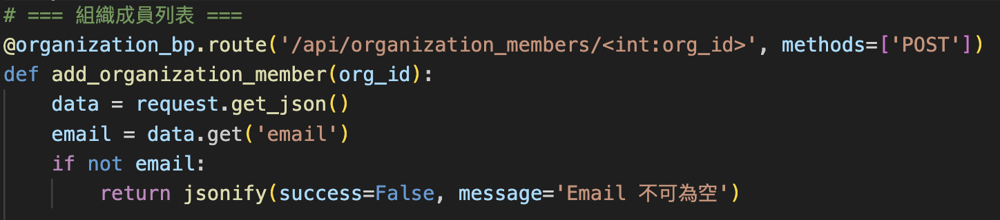 # === 組織成員列表 ===
@organization_bp.route('/api/organization_members/<int:org_id>', methods=['POST'])
def add_organization_member(org_id):
    data = request.get_json()
    email = data.get('email')
    if not email:
        return jsonify(success=False, message='Email 不可為空')